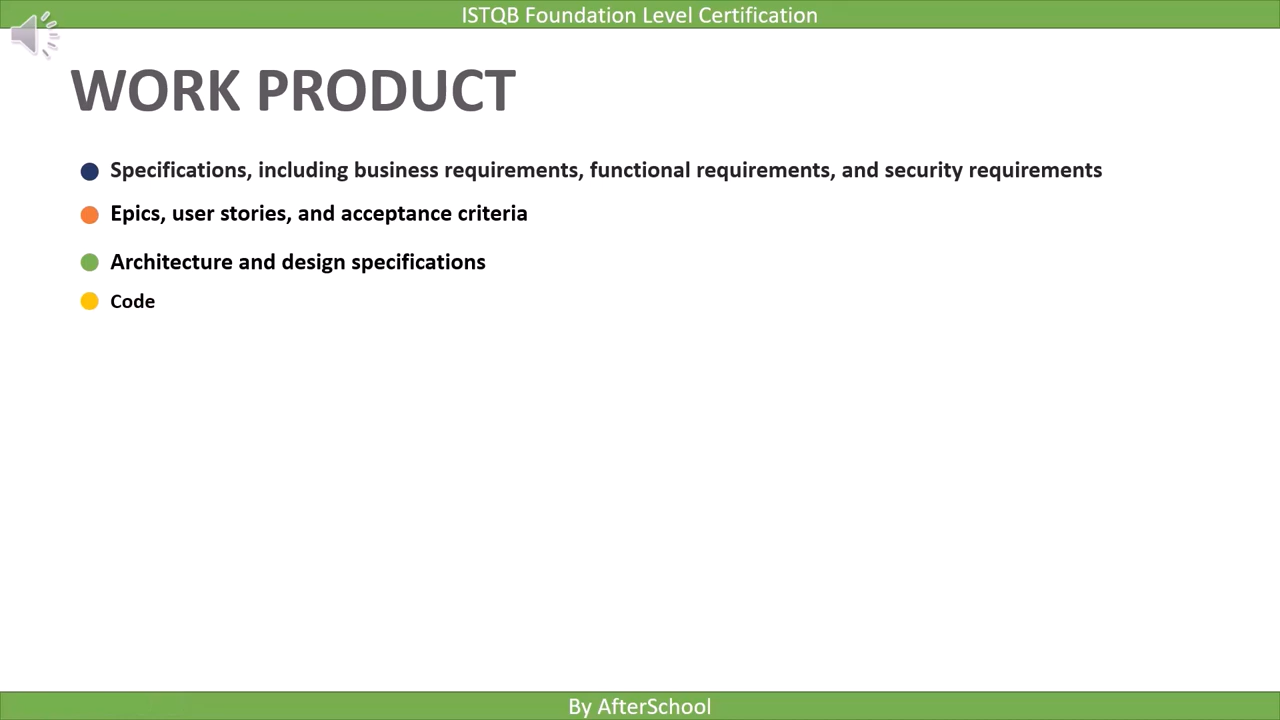 ISTQB Foundation Level Certification
WORK PRODUCT
Specifications, including business requirements, functional requirements, and security requirements
Epics, user stories, and acceptance criteria
Architecture and design specifications
Code
By AfterSchool